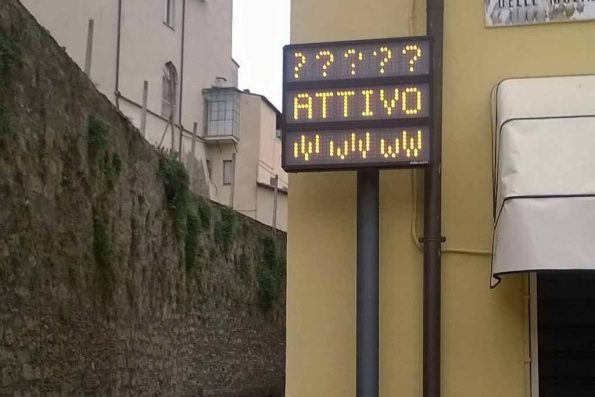 DELLE
? ? ? ? ?
ATTIVO